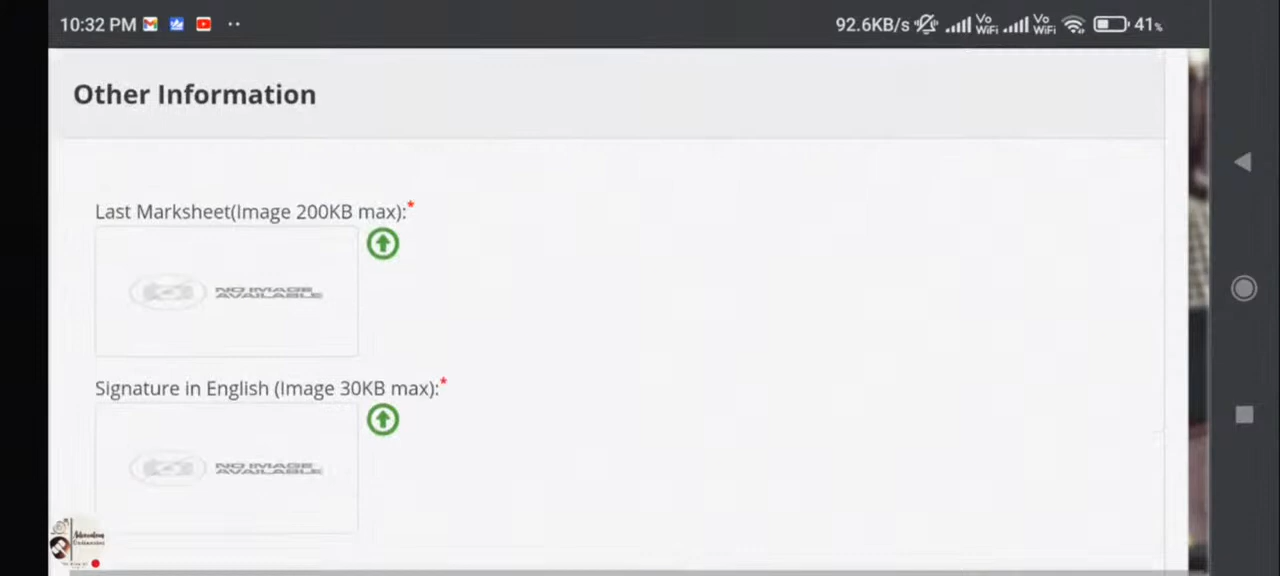 10:32 PM
92.6KB/s Vo WiFi Vo WiFi 41%
Other Information
Last Marksheet(Image 200KB max):*
NO IMAGE
AVAILABLE
Signature in English (Image 30KB max):*
NO IMAGE
AVAILABLE